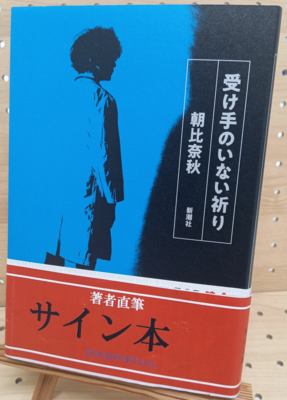 受け手のいない祈り
朝比奈秋
新潮社
著者直筆
サイン本